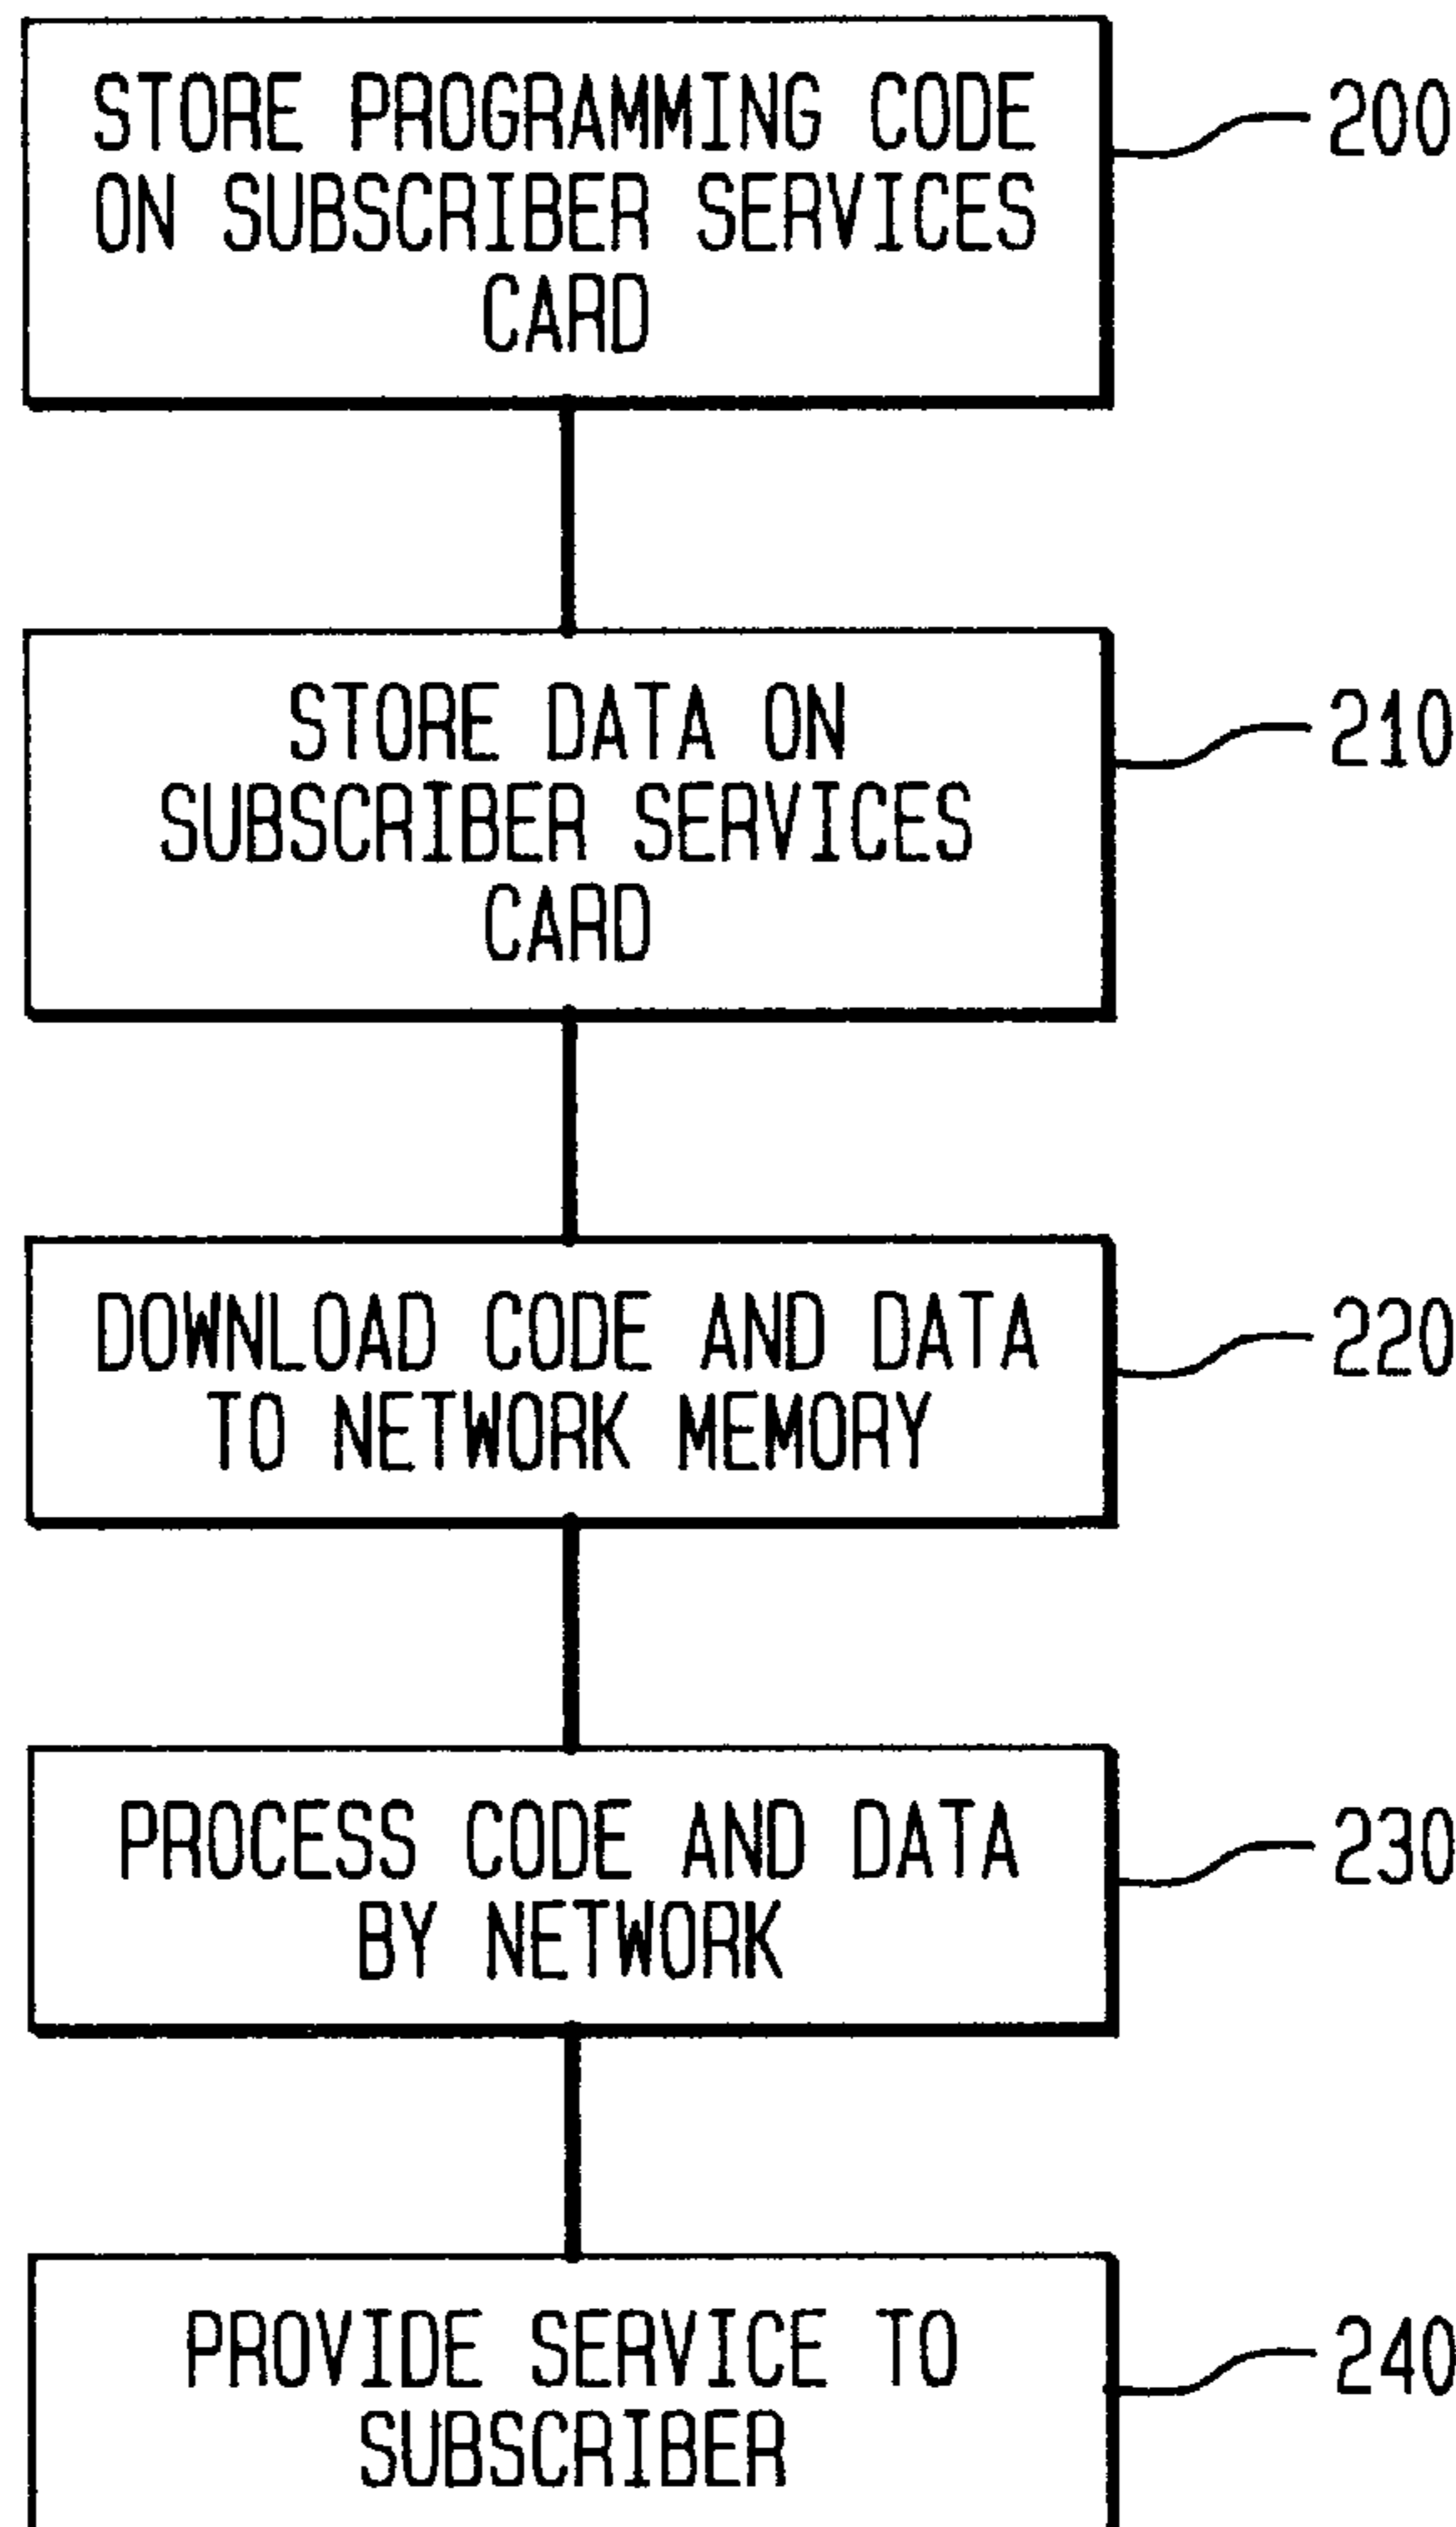 STORE PROGRAMMING CODE
ON SUBSCRIBER SERVICES
CARD
200
STORE DATA ON
SUBSCRIBER SERVICES
CARD
210
DOWNLOAD CODE AND DATA
TO NETWORK MEMORY
220
PROCESS CODE AND DATA
BY NETWORK
230
PROVIDE SERVICE TO
SUBSCRIBER
240